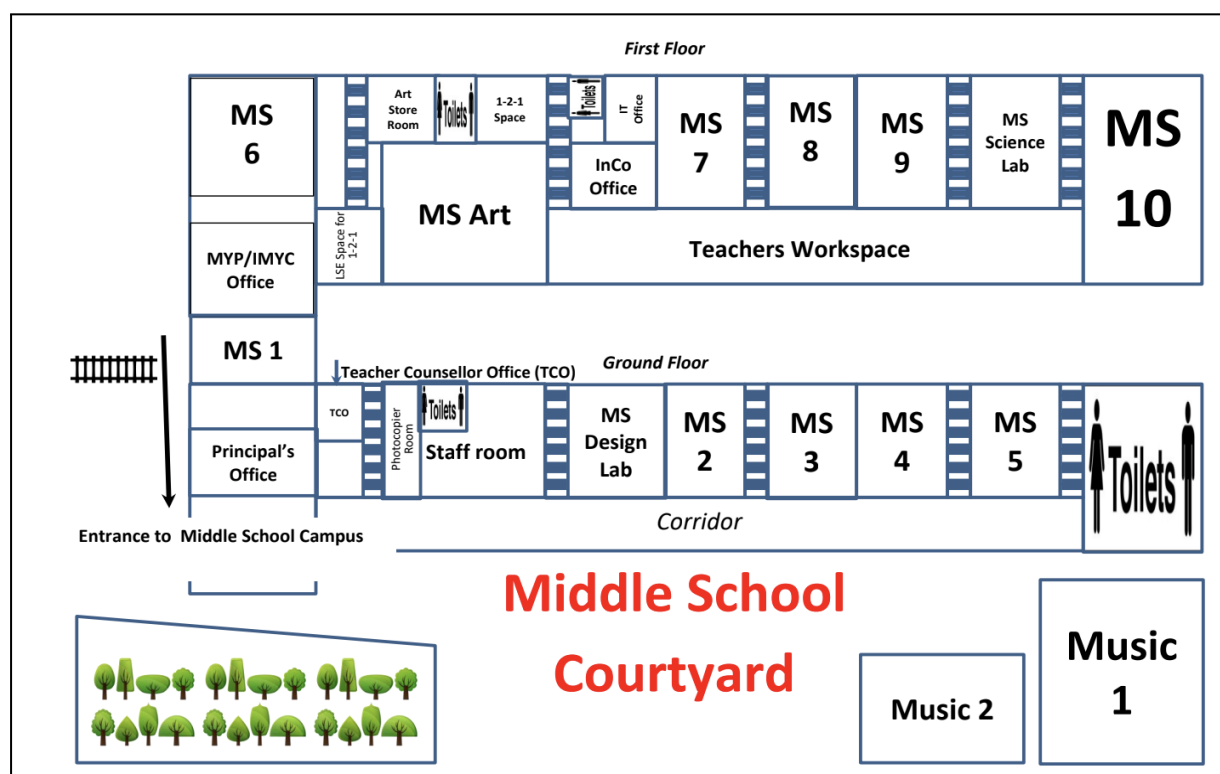 First Floor
MS
6
Art
Store
Room
Toilets
1-2-1
Space
Toilets
IT
Office
InCo
Office
MS
7
MS
8
MS
9
MS
Science
Lab
MS
10
MS Art
LSE Space for
1-2-1
Teachers Workspace
MYP/IMYC
Office
MS 1
Ground Floor
Teacher Counsellor Office (TCO)
TCO
Photocopier
Room
Toilets
Staff room
MS
Design
Lab
MS
2
MS
3
MS
4
MS
5
Toilets
Principal's
Office
Corridor
Entrance to Middle School Campus
Middle School
Courtyard
Music
1
Music 2